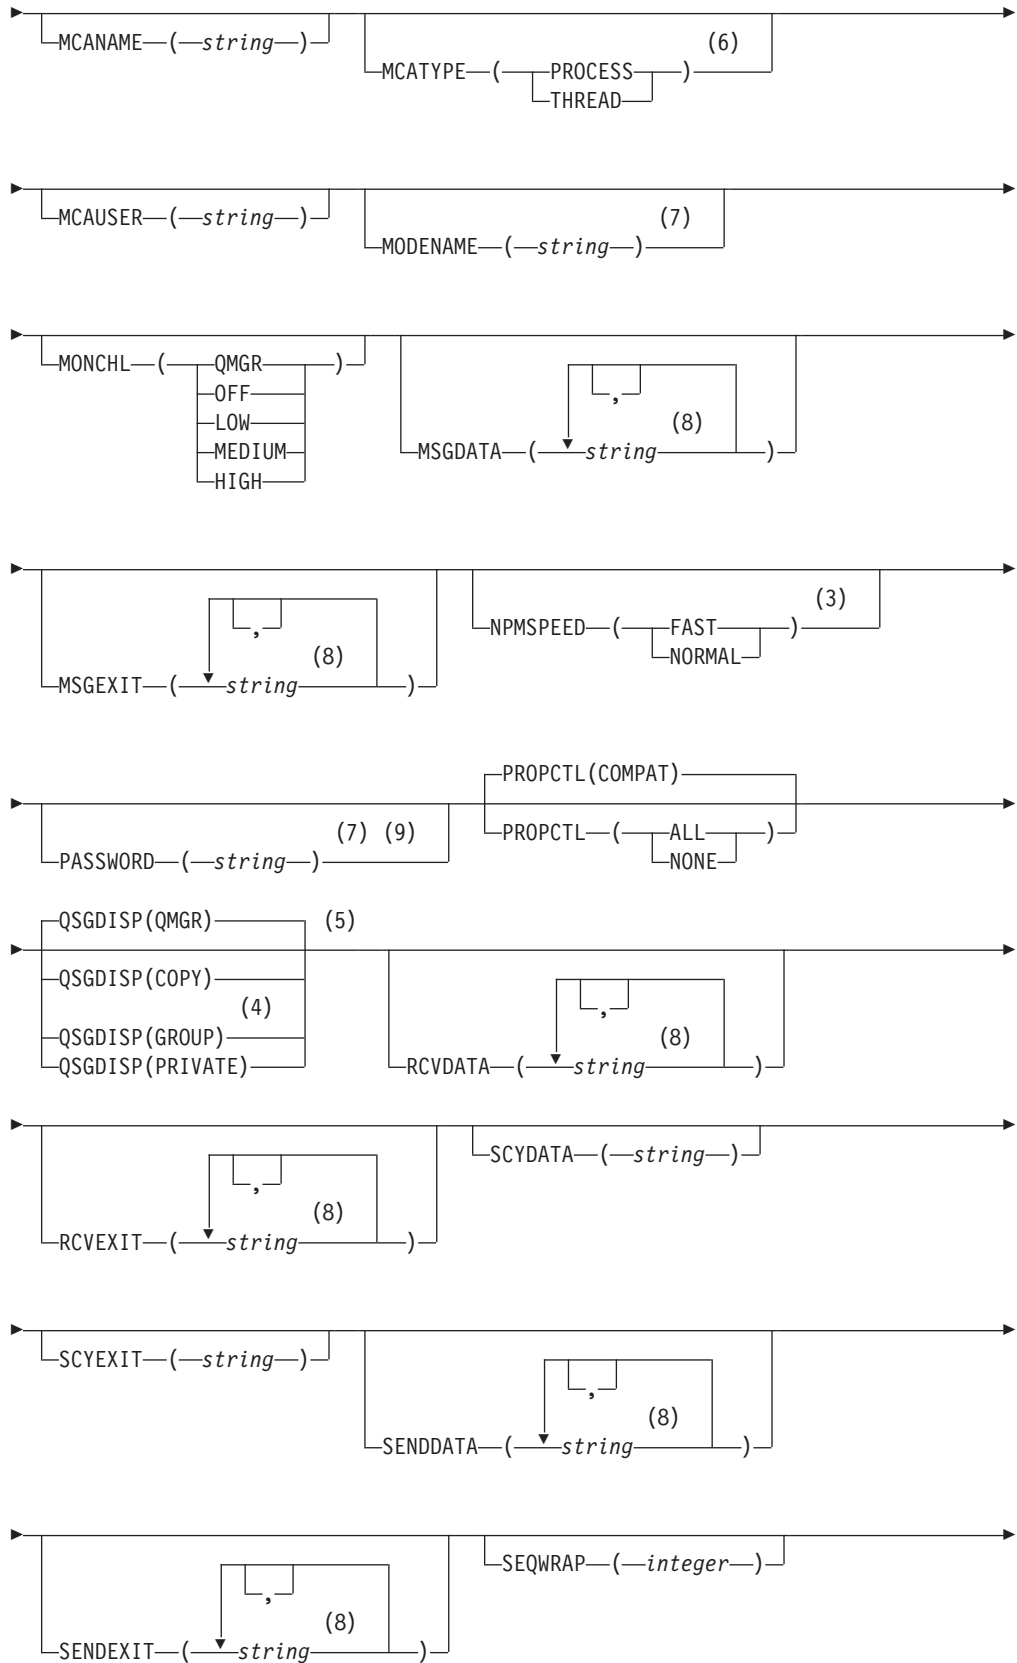 MCANAME ( string )
(6)
MCATYPE ( PROCESS )
THREAD
MCAUSER ( string )
(7)
MODENAME ( string )
MONCHL ( QMGR )
OFF
LOW
MEDIUM
HIGH
,
(8)
MSGDATA ( string )
,
(8)
MSGEXIT ( string )
(3)
NPMSPEED ( FAST )
NORMAL
(7) (9)
PASSWORD ( string )
PROPCTL(COMPAT)
PROPCTL ( ALL )
NONE
QSGDISP(QMGR) (5)
QSGDISP(COPY)
(4)
QSGDISP(GROUP)
QSGDISP(PRIVATE)
,
(8)
RCVDATA ( string )
,
(8)
RCVEXIT ( string )
SCYDATA ( string )
SCYEXIT ( string )
,
(8)
SENDDATA ( string )
,
(8)
SENDEXIT ( string )
SEQWRAP ( integer )